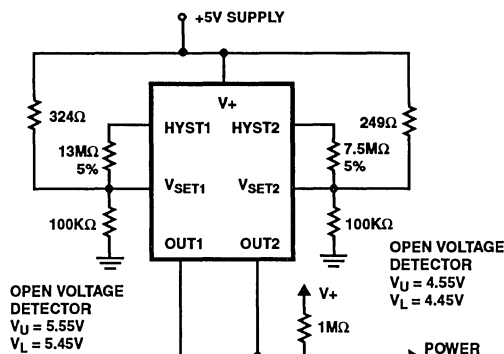 +5V SUPPLY
V+
324Ω
HYST1
HYST2
249Ω
13MΩ
5%
7.5MΩ
5%
VSET1
VSET2
100KΩ
100KΩ
OUT1
OUT2
OPEN VOLTAGE
DETECTOR
VU = 4.55V
VL = 4.45V
OPEN VOLTAGE
DETECTOR
VU = 5.55V
VL = 5.45V
V+
1MΩ
POWER